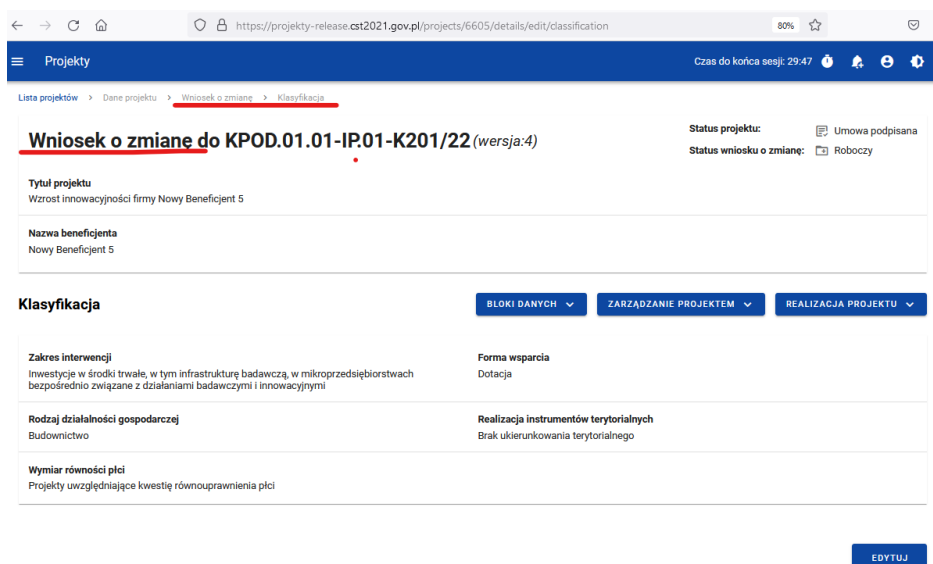 https://projekty-release.cst2021.gov.pl/projects/6605/details/edit/classification
80%
Projekty
Czas do końca sesji: 29:47
Lista projektów > Dane projektu > Wniosek o zmianę > Klasyfikacja
Wniosek o zmianę do KPOD.01.01-IP.01-K201/22 (wersja:4)
Status projektu: Umowa podpisana
Status wniosku o zmianę: Roboczy
Tytuł projektu
Wzrost innowacyjności firmy Nowy Beneficjent 5
Nazwa beneficjenta
Nowy Beneficjent 5
Klasyfikacja
BLOKI DANYCH
ZARZĄDZANIE PROJEKTEM
REALIZACJA PROJEKTU
Zakres interwencji
Inwestycje w środki trwałe, w tym infrastrukturę badawczą, w mikroprzedsiębiorstwach
bezpośrednio związane z działaniami badawczymi i innowacyjnymi
Forma wsparcia
Dotacja
Rodzaj działalności gospodarczej
Budownictwo
Realizacja instrumentów terytorialnych
Brak ukierunkowania terytorialnego
Wymiar równości płci
Projekty uwzględniające kwestię równouprawnienia płci
EDYTUJ